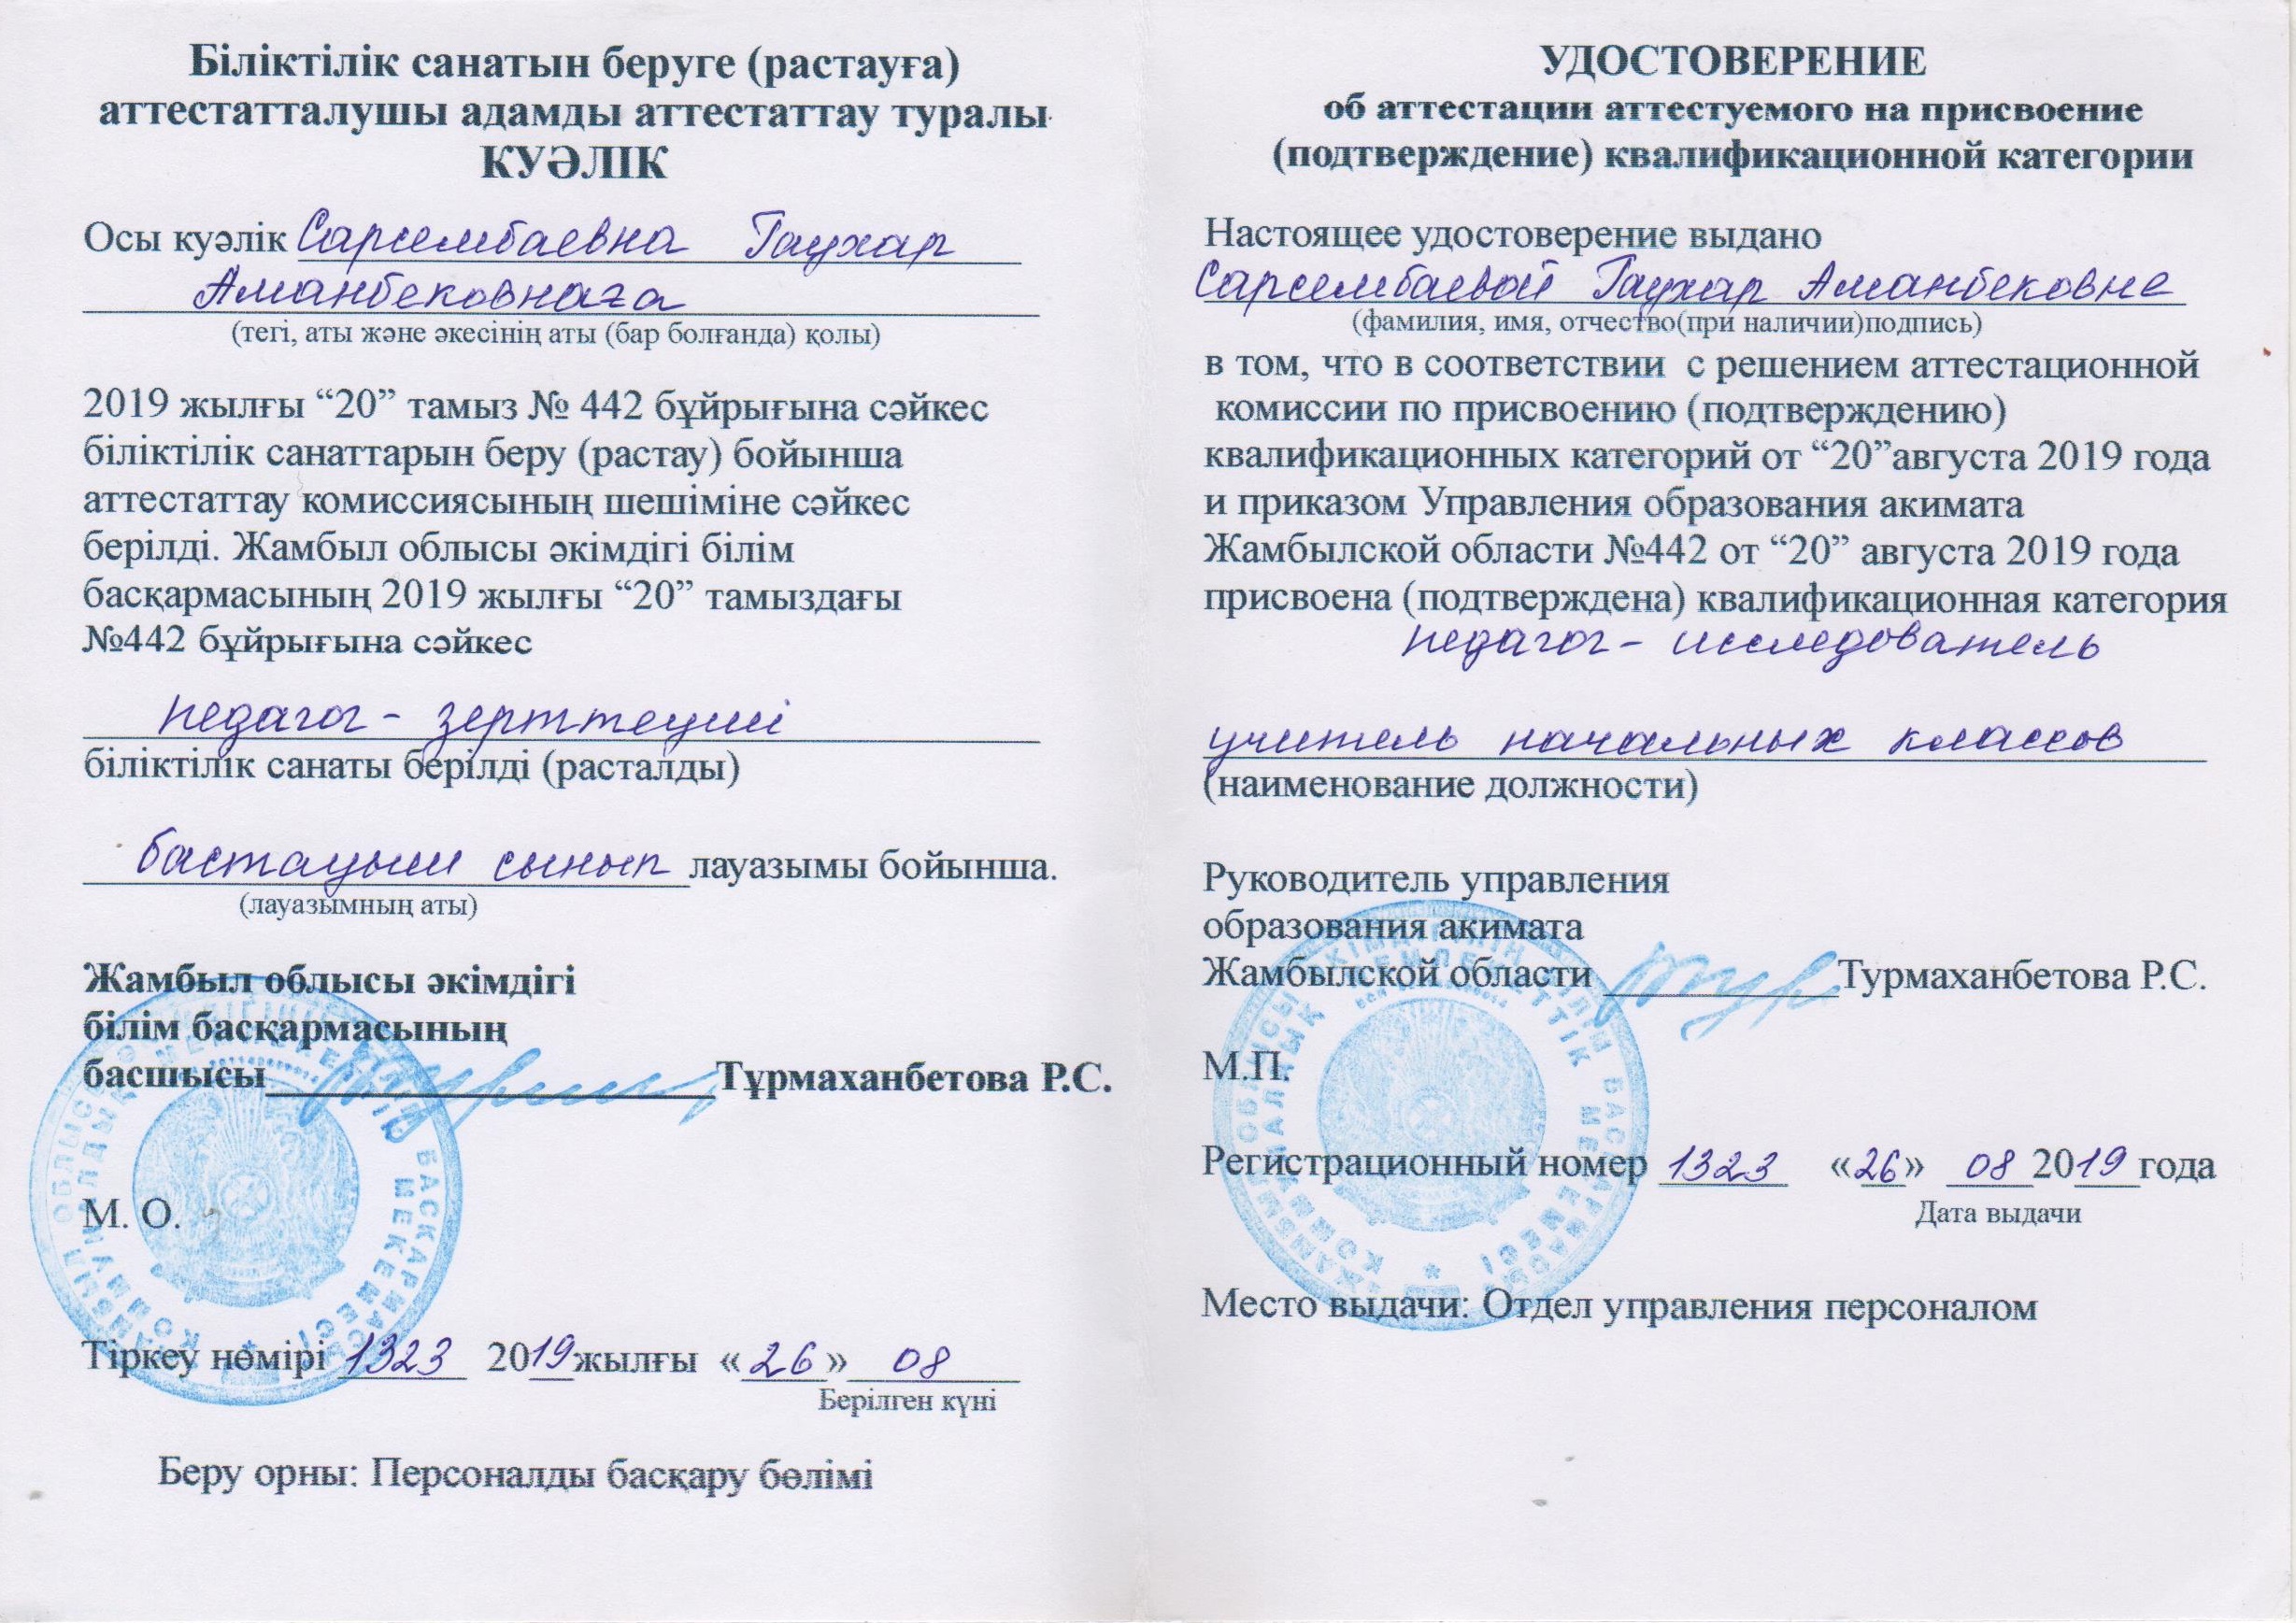 Біліктілік санатын беруге (растауға)
аттестатталушы адамды аттестаттау туралы
КУӘЛІК
Осы куәлік Сарсембаевна Гаухар
Аманбековнаға
(тегі, аты және әкесінің аты (бар болғанда) қолы)
2019 жылғы “20” тамыз № 442 бұйрығына сәйкес
біліктілік санаттарын беру (растау) бойынша
аттестаттау комиссиясының шешіміне сәйкес
берілді. Жамбыл облысы әкімдігі білім
басқармасының 2019 жылғы “20” тамыздағы
№442 бұйрығына сәйкес
педагог- зерттеуші
біліктілік санаты берілді (расталды)
бастауыш сынып лауазымы бойынша.
(лауазымның аты)
Жамбыл облысы әкімдігі
білім басқармасының
басшысы Тұрмаханбетова Р.С.
М. О.
Тіркеу нөмірі 1323 2019 жылғы «26» 08
Берілген күні
Беру орны: Персоналды басқару бөлімі
УДОСТОВЕРЕНИЕ
об аттестации аттестуемого на присвоение
(подтверждение) квалификационной категории
Настоящее удостоверение выдано
Сарсембаевой Гаухар Аманбековне
(фамилия, имя, отчество(при наличии)подпись)
в том, что в соответствии с решением аттестационной
комиссии по присвоению (подтверждению)
квалификационных категорий от “20”августа 2019 года
и приказом Управления образования акимата
Жамбылской области №442 от “20” августа 2019 года
присвоена (подтверждена) квалификационная категория
педагог- исследователь
учитель начальных классов
(наименование должности)
Руководитель управления
образования акимата
Жамбылской области Турмаханбетова Р.С.
М.П.
Регистрационный номер 1323 «26» 08 2019 года
Дата выдачи
Место выдачи: Отдел управления персоналом